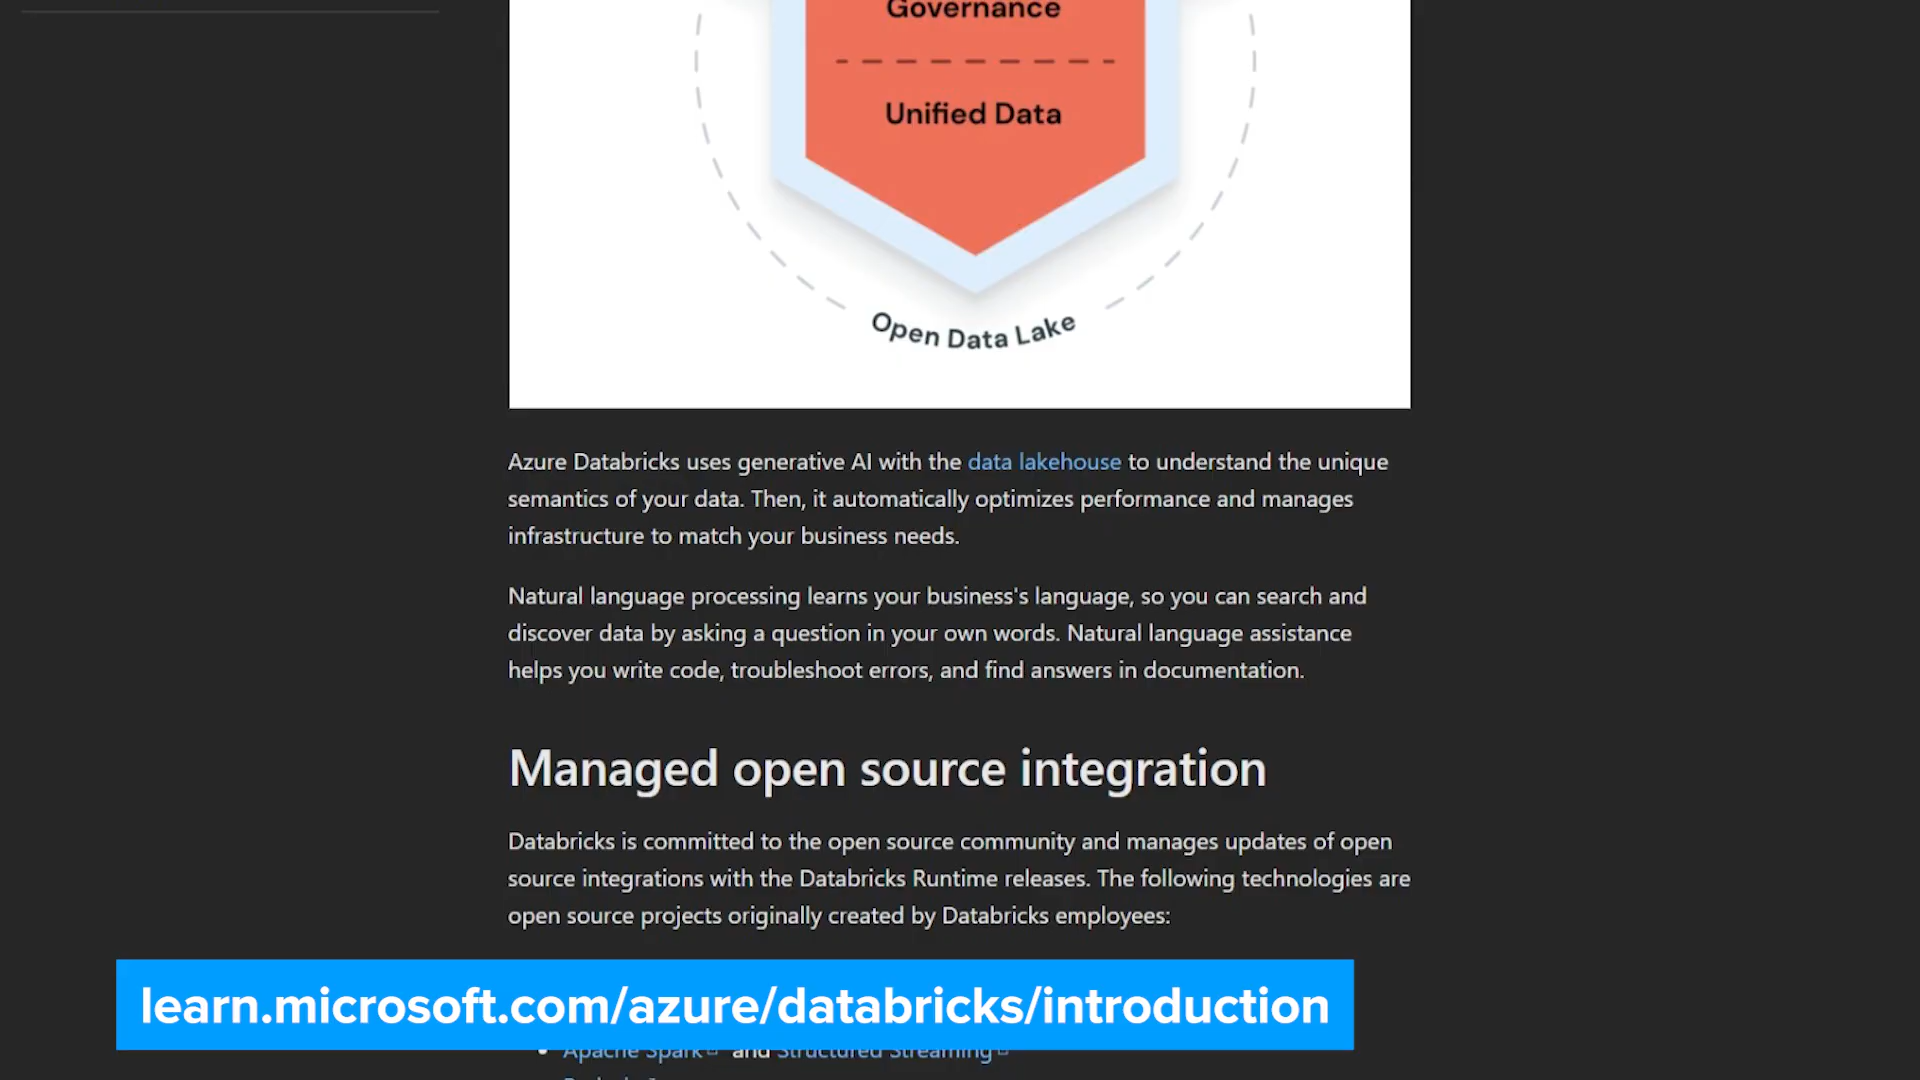 Governance
Unified Data
Open Data Lake
Azure Databricks uses generative AI with the data lakehouse to understand the unique
semantics of your data. Then, it automatically optimizes performance and manages
infrastructure to match your business needs.
Natural language processing learns your business's language, so you can search and
discover data by asking a question in your own words. Natural language assistance
helps you write code, troubleshoot errors, and find answers in documentation.
Managed open source integration
Databricks is committed to the open source community and manages updates of open
source integrations with the Databricks Runtime releases. The following technologies are
open source projects originally created by Databricks employees:
learn.microsoft.com/azure/databricks/introduction
Apache Spark and Structured Streaming